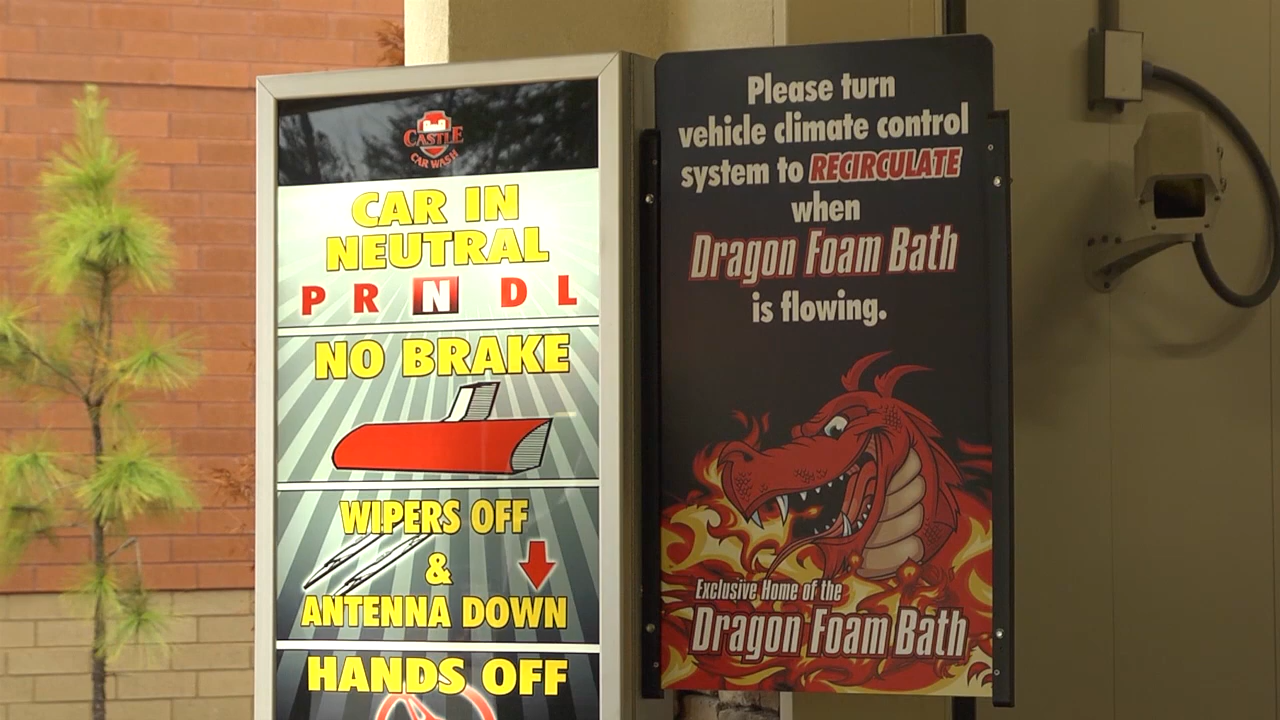 CASTLE
CAR WASH
CAR IN
NEUTRAL
P R N D L
NO BRAKE
WIPERS OFF
&
ANTENNA DOWN
HANDS OFF
Please turn
vehicle climate control
system to RECIRCULATE
when
Dragon Foam Bath
is flowing.
Exclusive Home of the
Dragon Foam Bath